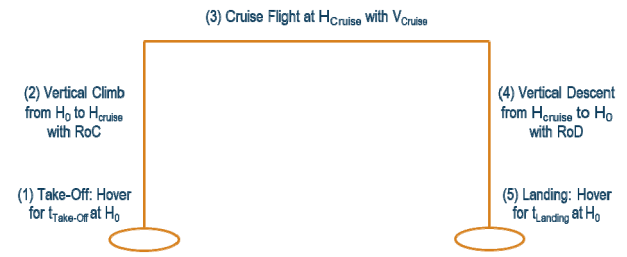 (3) Cruise Flight at HCruise with VCruise
(2) Vertical Climb
from H0 to Hcruise
with RoC
(4) Vertical Descent
from Hcruise to H0
with RoD
(1) Take-Off: Hover
for tTake-Off at H0
(5) Landing: Hover
for tLanding at H0